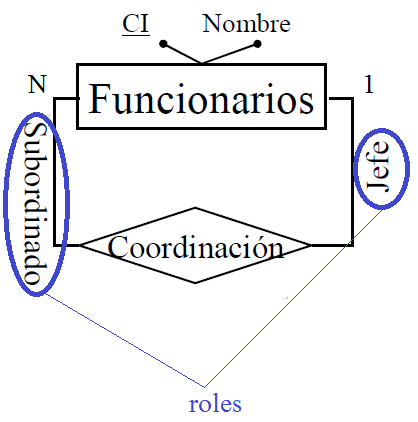 CI Nombre
N Funcionarios 1
Subordinado
Jefe
Coordinación
roles